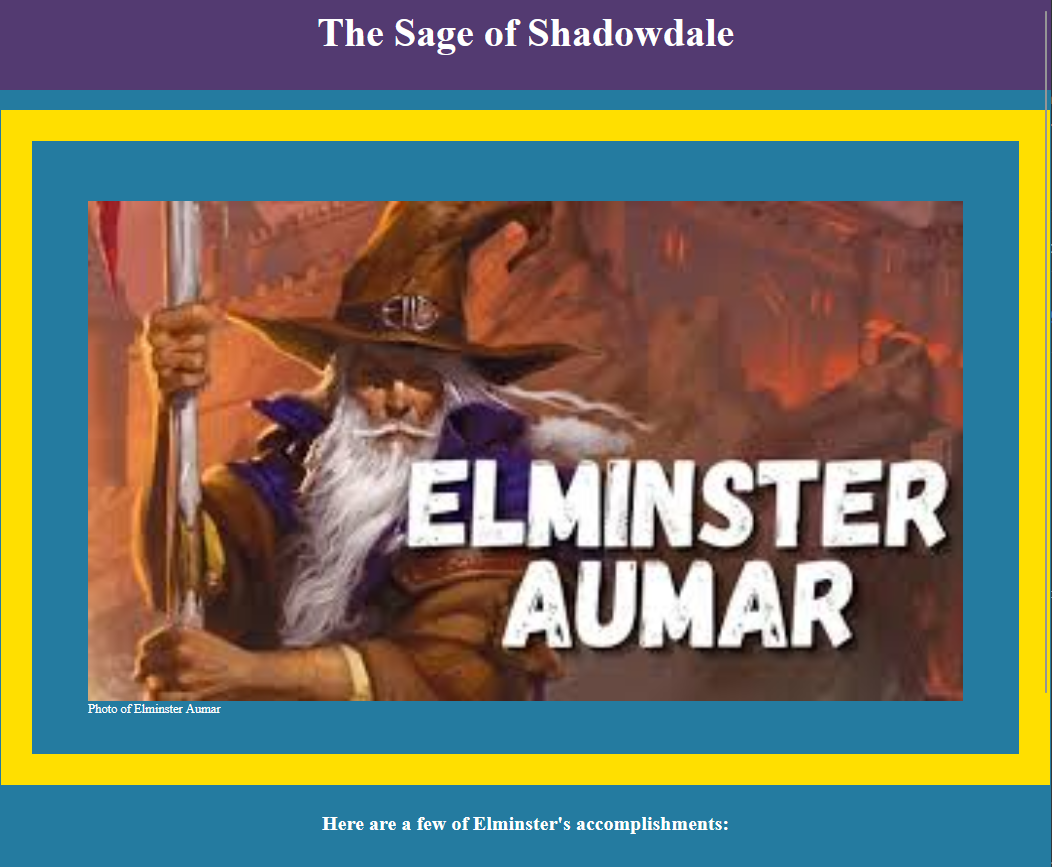 The Sage of Shadowdale
ELMINSTER
AUMAR
Photo of Elminster Aumar
Here are a few of Elminster's accomplishments: